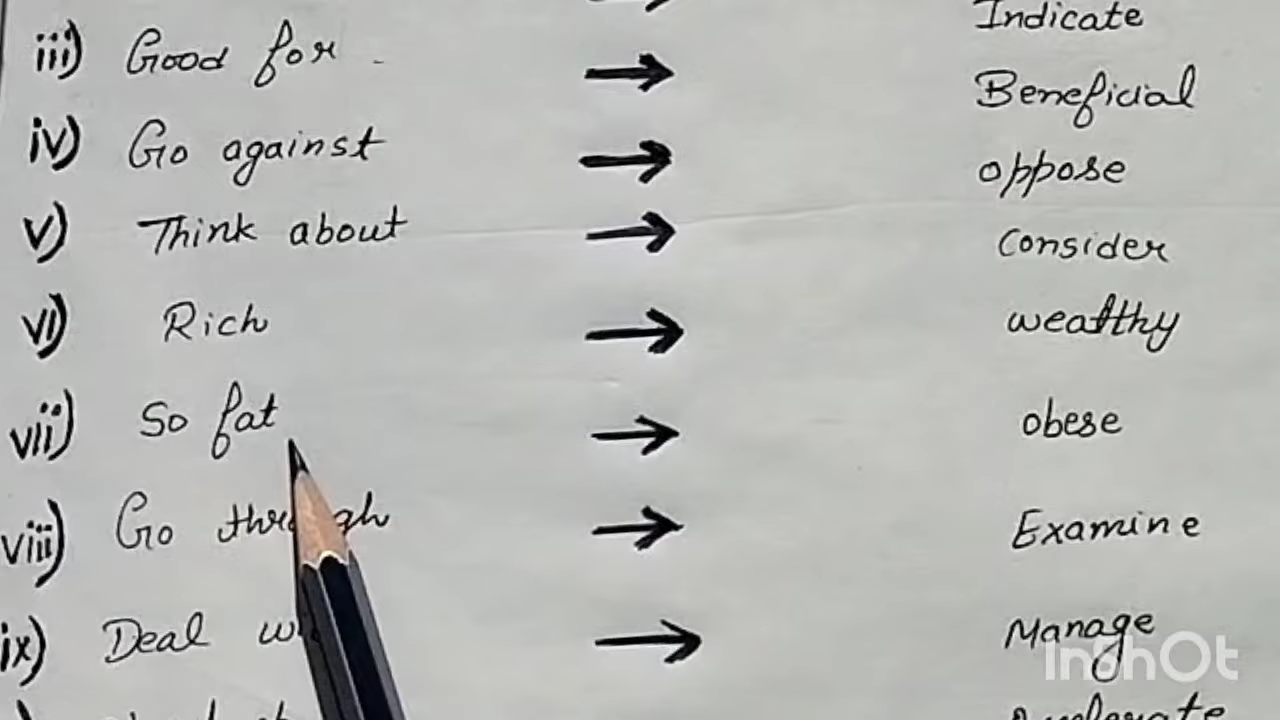 Indicate
iii) Good for → Beneficial
iv) Go against → oppose
v) Think about → Consider
vi) Rich → wealthy
vii) So fat → obese
viii) Go through → Examine
ix) Deal → Manage
InShOt